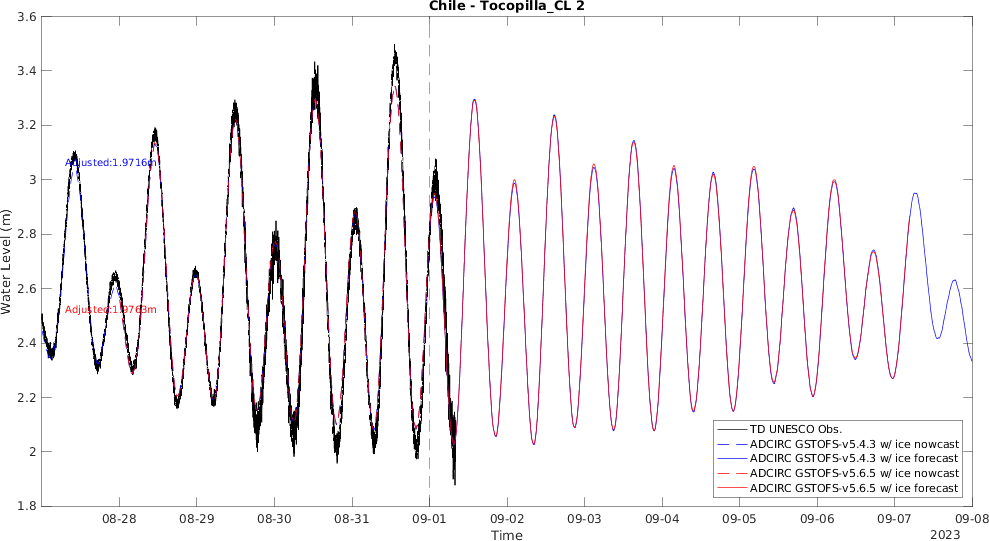 Chile - Tocopilla_CL 2
3.6
3.4
3.2
3
2.8
2.6
2.4
2.2
2
1.8
Water Level (m)
Adjusted:1.9716m
Adjusted:1.9763m
TD UNESCO Obs.
ADCIRC GSTOFS-v5.4.3 w/ ice nowcast
ADCIRC GSTOFS-v5.4.3 w/ ice forecast
ADCIRC GSTOFS-v5.6.5 w/ ice nowcast
ADCIRC GSTOFS-v5.6.5 w/ ice forecast
08-28 08-29 08-30 08-31 09-01 09-02 09-03 09-04 09-05 09-06 09-07 09-08
Time
2023